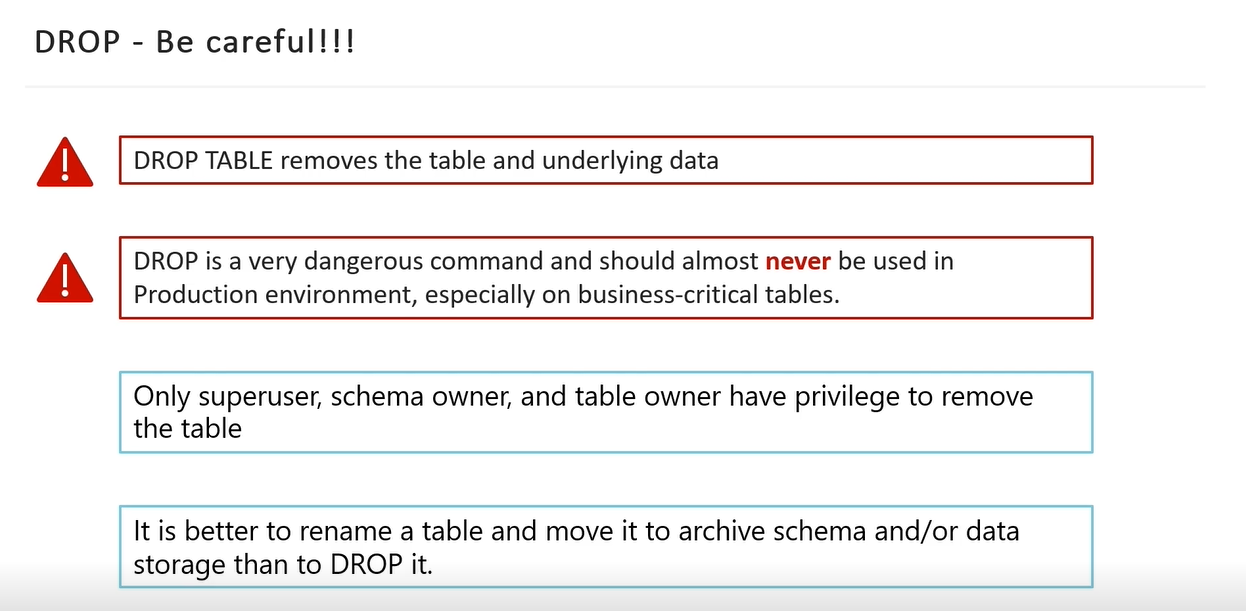 DROP - Be careful!!!
DROP TABLE removes the table and underlying data
DROP is a very dangerous command and should almost never be used in
Production environment, especially on business-critical tables.
Only superuser, schema owner, and table owner have privilege to remove
the table
It is better to rename a table and move it to archive schema and/or data
storage than to DROP it.